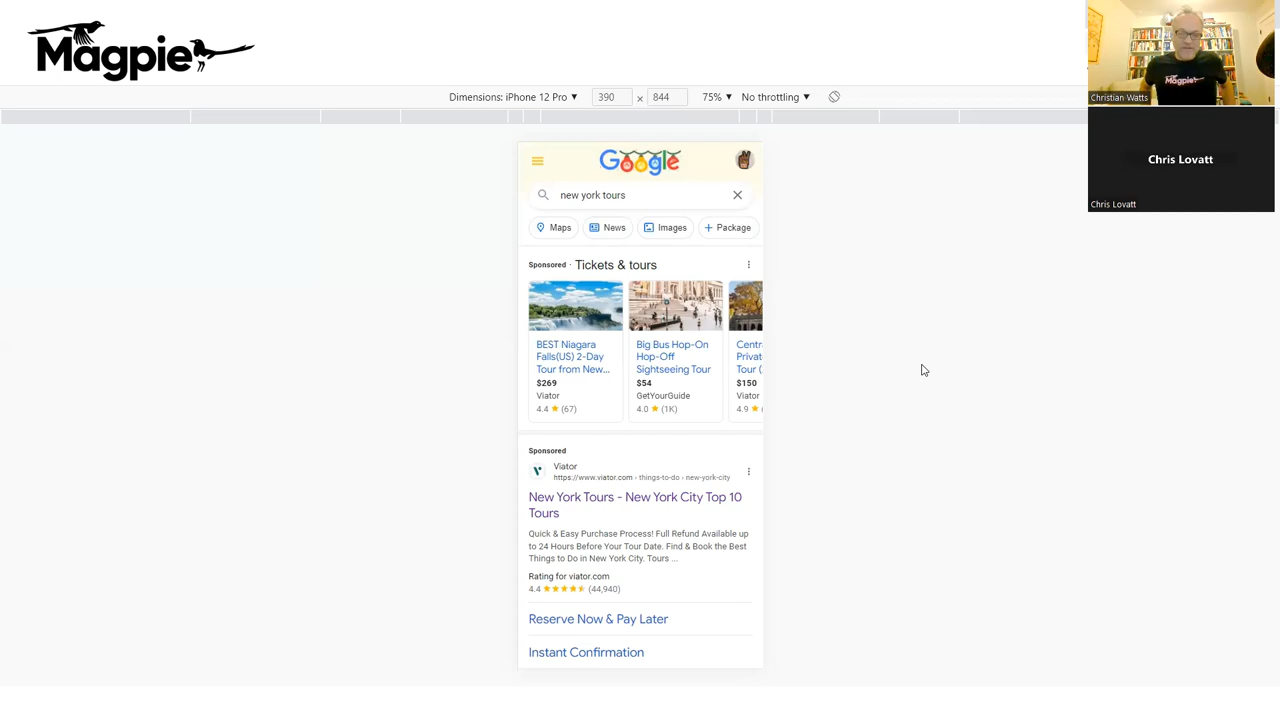 Magpie
Dimensions: iPhone 12 Pro ▼ 390 × 844 75% ▼ No throttling ▼
Magpie
Christian Watts
Chris Lovatt
Chris Lovatt
Google
new york tours
Maps News Images + Package
Sponsored · Tickets & tours
BEST Niagara
Falls(US) 2-Day
Tour from New...
$269
Viator
4.4 ★ (67)
Big Bus Hop-On
Hop-Off
Sightseeing Tour
$54
GetYourGuide
4.0 ★ (1K)
Centr
Privat
Tour (
$150
Viator
4.9 ★ (
Sponsored
Viator
https://www.viator.com › things-to-do › new-york-city
New York Tours - New York City Top 10
Tours
Quick & Easy Purchase Process! Full Refund Available up
to 24 Hours Before Your Tour Date. Find & Book the Best
Things to Do in New York City. Tours ...
Rating for viator.com
4.4 ★★★★★ (44,940)
Reserve Now & Pay Later
Instant Confirmation